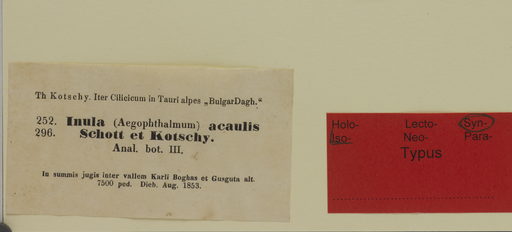 Th Kotschy. Iter Cilicicum in Tauri alpes „BulgarDagh.“
252. Inula (Aegophthalmum) acaulis
296. Schott et Kotschy.
Anal. bot. III.
In summis jugis inter vallem Karli Boghas et Gusguta alt.
7500 ped. Dieb. Aug. 1853.
Holo- Lecto- Syn-
Iso- Neo- Para-
Typus